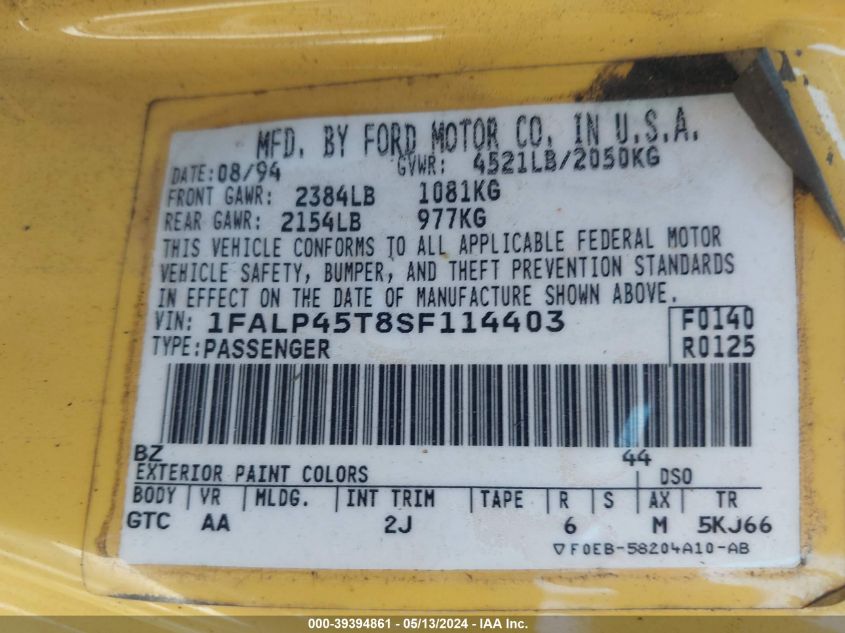 MFD. BY FORD MOTOR CO. IN U.S.A.
DATE: 08/94 GVWR: 4521LB/2050KG
FRONT GAWR: 2384LB 1081KG
REAR GAWR: 2154LB 977KG
THIS VEHICLE CONFORMS TO ALL APPLICABLE FEDERAL MOTOR
VEHICLE SAFETY, BUMPER, AND THEFT PREVENTION STANDARDS
IN EFFECT ON THE DATE OF MANUFACTURE SHOWN ABOVE.
VIN: 1FALP45T8SF114403 F0140
TYPE: PASSENGER R0125
BZ 44
EXTERIOR PAINT COLORS DSO
BODY VR MLDG. INT TRIM TAPE R S AX TR
GTC AA 2J 6 M 5KJ66
▽F0EB-58204A10-AB
000-39394861 - 05/13/2024 - IAA Inc.